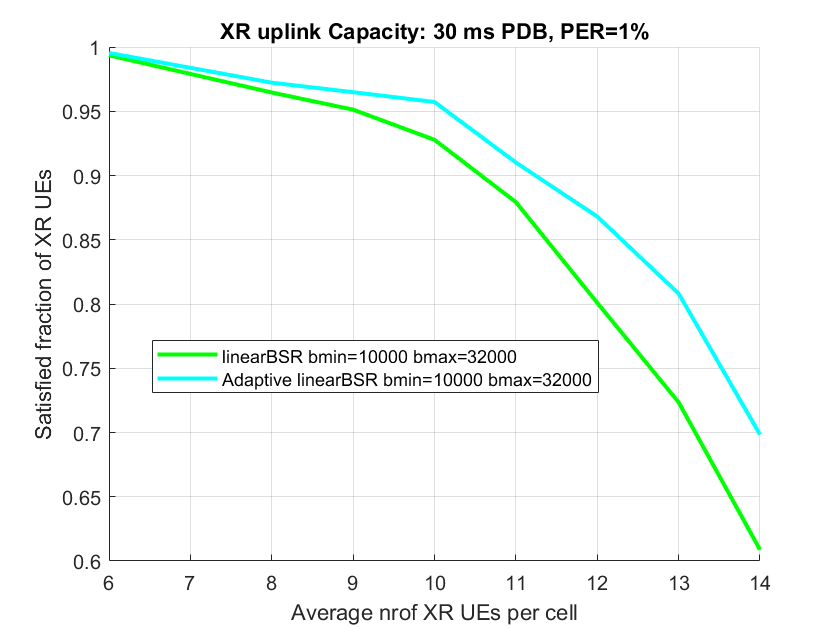 XR uplink Capacity: 30 ms PDB, PER=1%
1
0.95
0.9
0.85
0.8
0.75
0.7
0.65
0.6
Satisfied fraction of XR UEs
linearBSR bmin=10000 bmax=32000
Adaptive linearBSR bmin=10000 bmax=32000
6 7 8 9 10 11 12 13 14
Average nrof XR UEs per cell